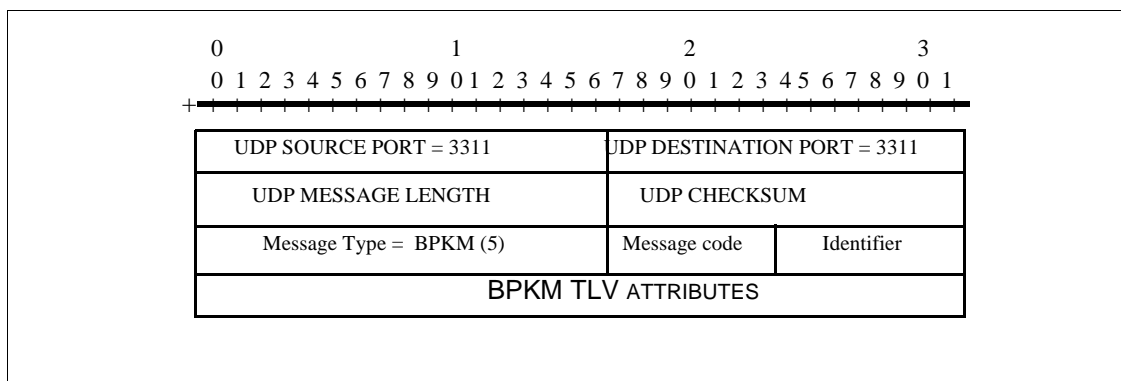 0 1 2 3
0 1 2 3 4 5 6 7 8 9 0 1 2 3 4 5 6 7 8 9 0 1 2 3 4 5 6 7 8 9 0 1
UDP SOURCE PORT = 3311 UDP DESTINATION PORT = 3311
UDP MESSAGE LENGTH UDP CHECKSUM
Message Type = BPKM (5) Message code Identifier
BPKM TLV ATTRIBUTES